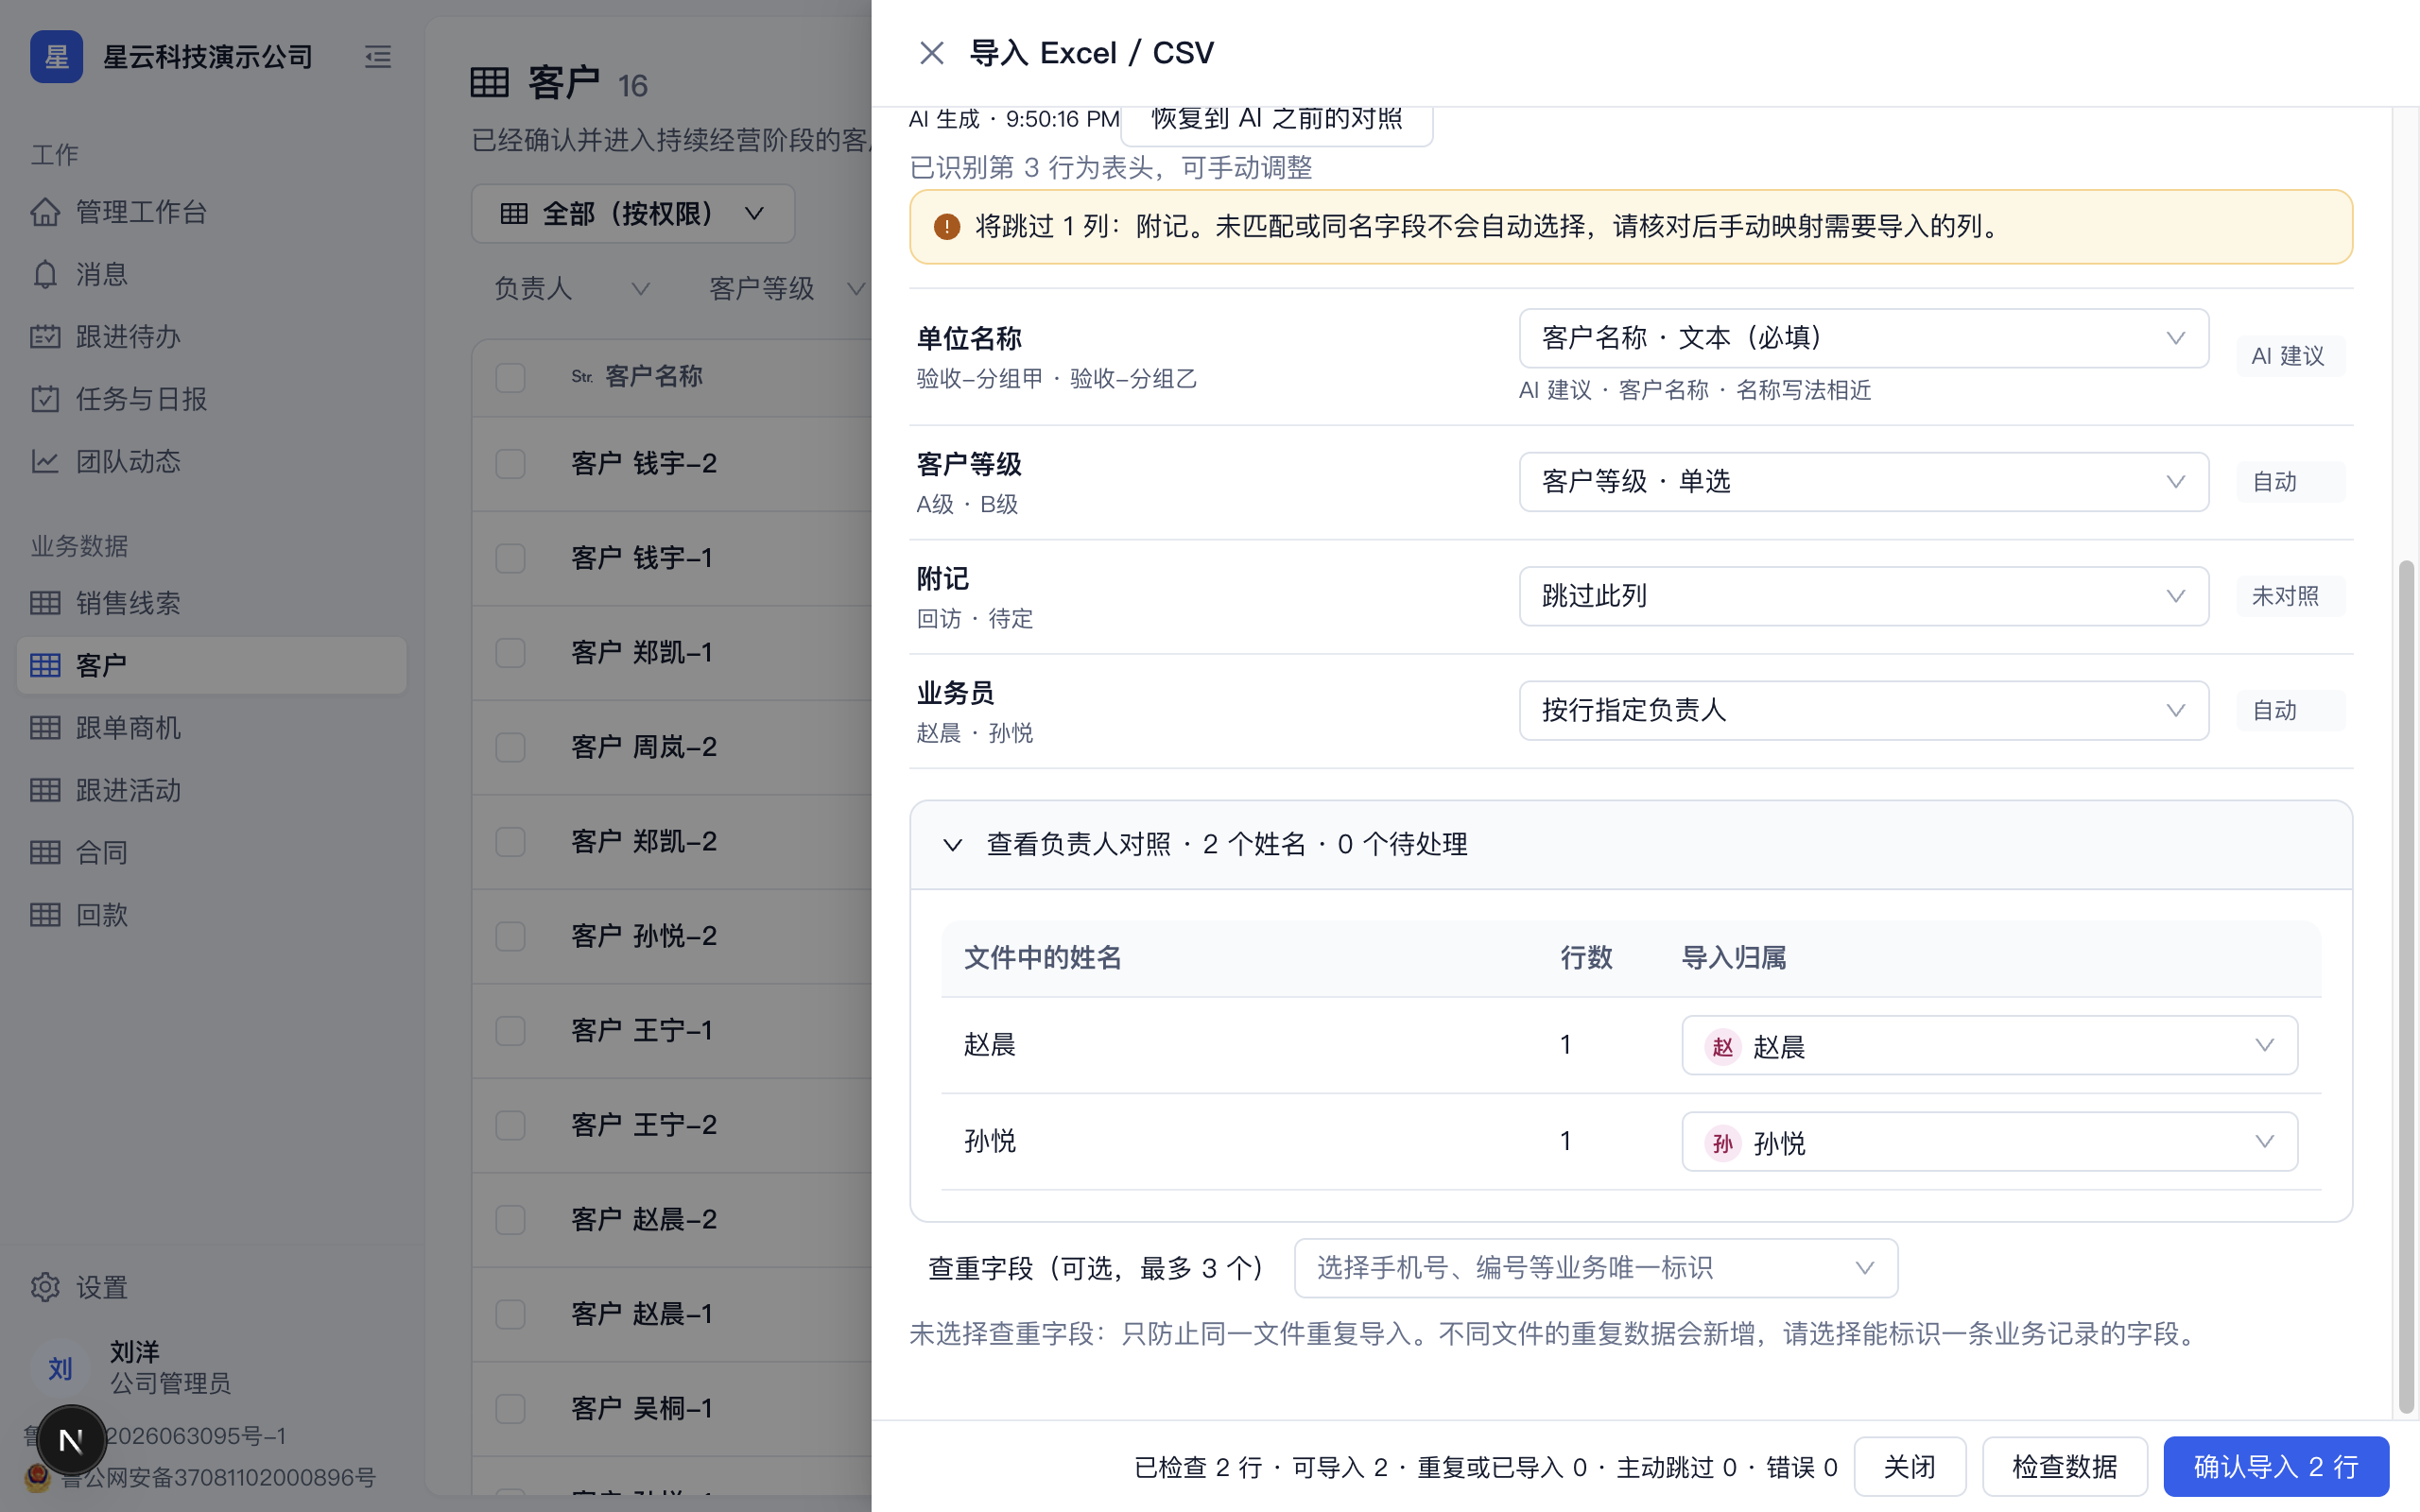 星 星云科技演示公司
工作
管理工作台
消息
跟进待办
任务与日报
团队动态
业务数据
销售线索
客户
跟单商机
跟进活动
合同
回款
设置
刘 刘洋
公司管理员
2026063095号-1
公网安备37081102000896号
N
客户 16
已经确认并进入持续经营阶段的客
全部（按权限）
负责人 客户等级
Str. 客户名称
客户 钱宇-2
客户 钱宇-1
客户 郑凯-1
客户 周岚-2
客户 郑凯-2
客户 孙悦-2
客户 王宁-1
客户 王宁-2
客户 赵晨-2
客户 赵晨-1
客户 吴桐-1
导入 Excel / CSV
AI 生成 · 9:50:16 PM 恢复到 AI 之前的对照
已识别第 3 行为表头，可手动调整
将跳过 1 列：附记。未匹配或同名字段不会自动选择，请核对后手动映射需要导入的列。
单位名称
验收-分组甲 · 验收-分组乙
客户名称 · 文本（必填）
AI 建议 · 客户名称 · 名称写法相近
AI 建议
客户等级
A级 · B级
客户等级 · 单选
自动
附记
回访 · 待定
跳过此列
未对照
业务员
赵晨 · 孙悦
按行指定负责人
自动
查看负责人对照 · 2 个姓名 · 0 个待处理
文件中的姓名 行数 导入归属
赵晨 1 赵 赵晨
孙悦 1 孙 孙悦
查重字段（可选，最多 3 个） 选择手机号、编号等业务唯一标识
未选择查重字段：只防止同一文件重复导入。不同文件的重复数据会新增，请选择能标识一条业务记录的字段。
已检查 2 行 · 可导入 2 · 重复或已导入 0 · 主动跳过 0 · 错误 0 关闭 检查数据 确认导入 2 行